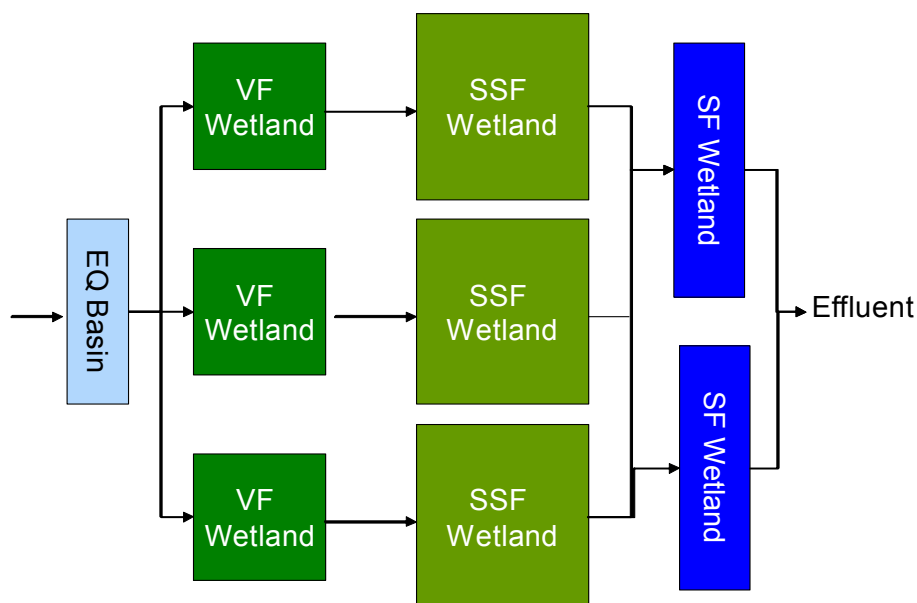 VF
Wetland
SSF
Wetland
SF Wetland
EQ Basin
VF
Wetland
SSF
Wetland
Effluent
VF
Wetland
SSF
Wetland
SF Wetland